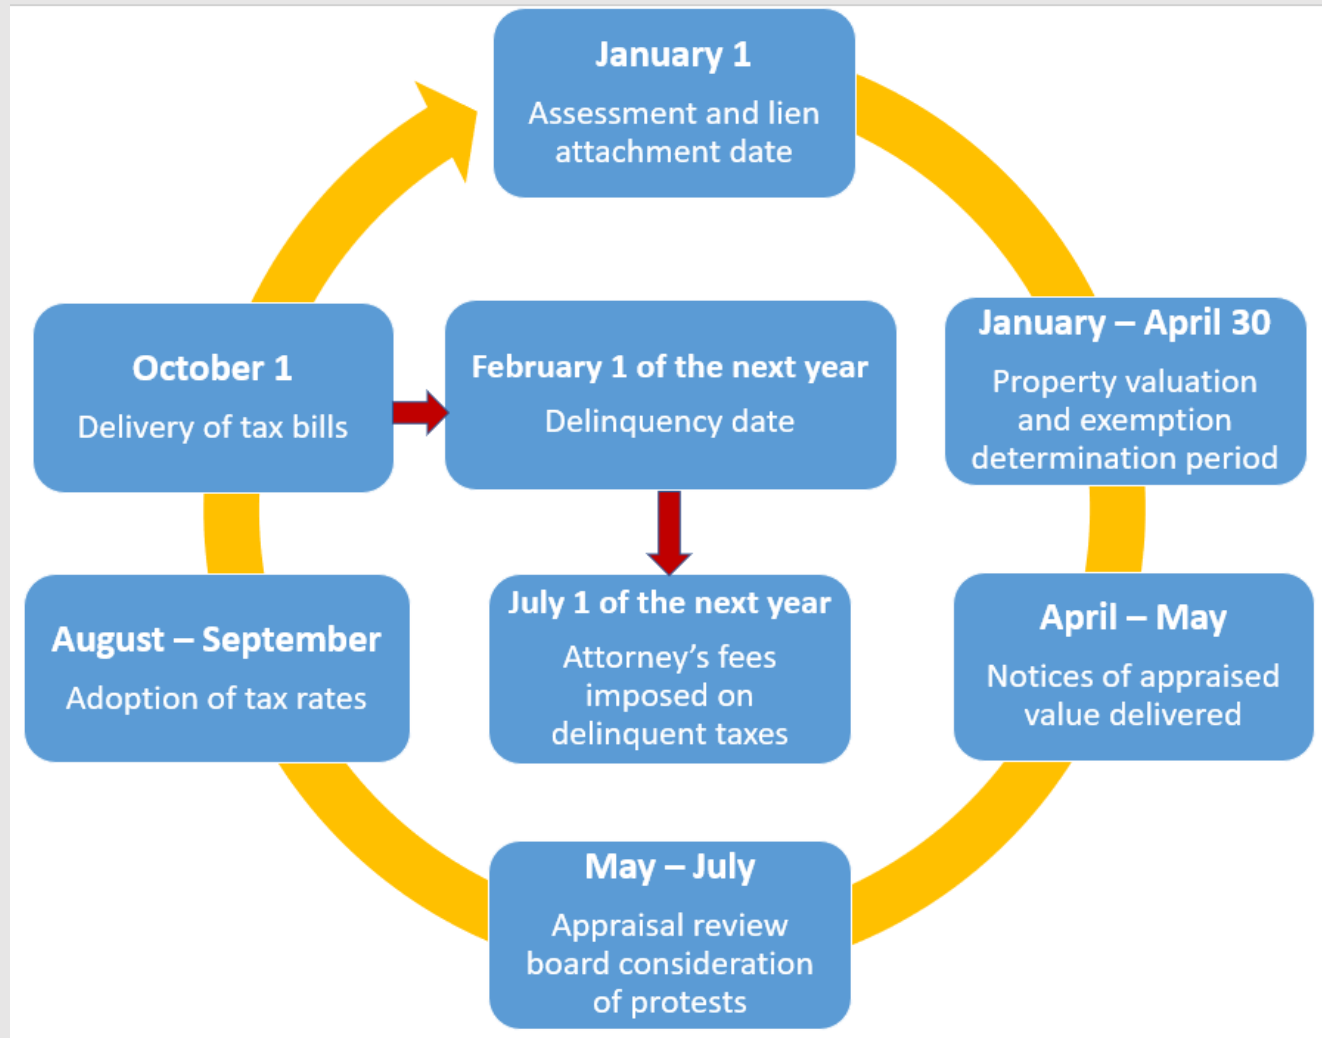 January 1
Assessment and lien
attachment date
January – April 30
Property valuation
and exemption
determination period
April – May
Notices of appraised
value delivered
May – July
Appraisal review
board consideration
of protests
August – September
Adoption of tax rates
October 1
Delivery of tax bills
February 1 of the next year
Delinquency date
July 1 of the next year
Attorney’s fees
imposed on
delinquent taxes